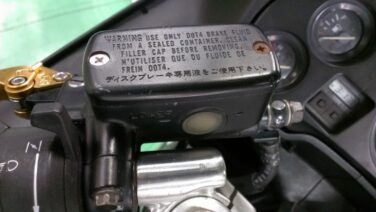 WARNING USE ONLY DOT4 BRAKE FLUID
FROM A SEALED CONTAINER. CLEAN
FILLER CAP BEFORE REMOVING.
N'UTILISER QUE DU FLUIDE DE
FREIN DOT4.
ディスクブレーキ専用液をご使用下さい。
LOWER